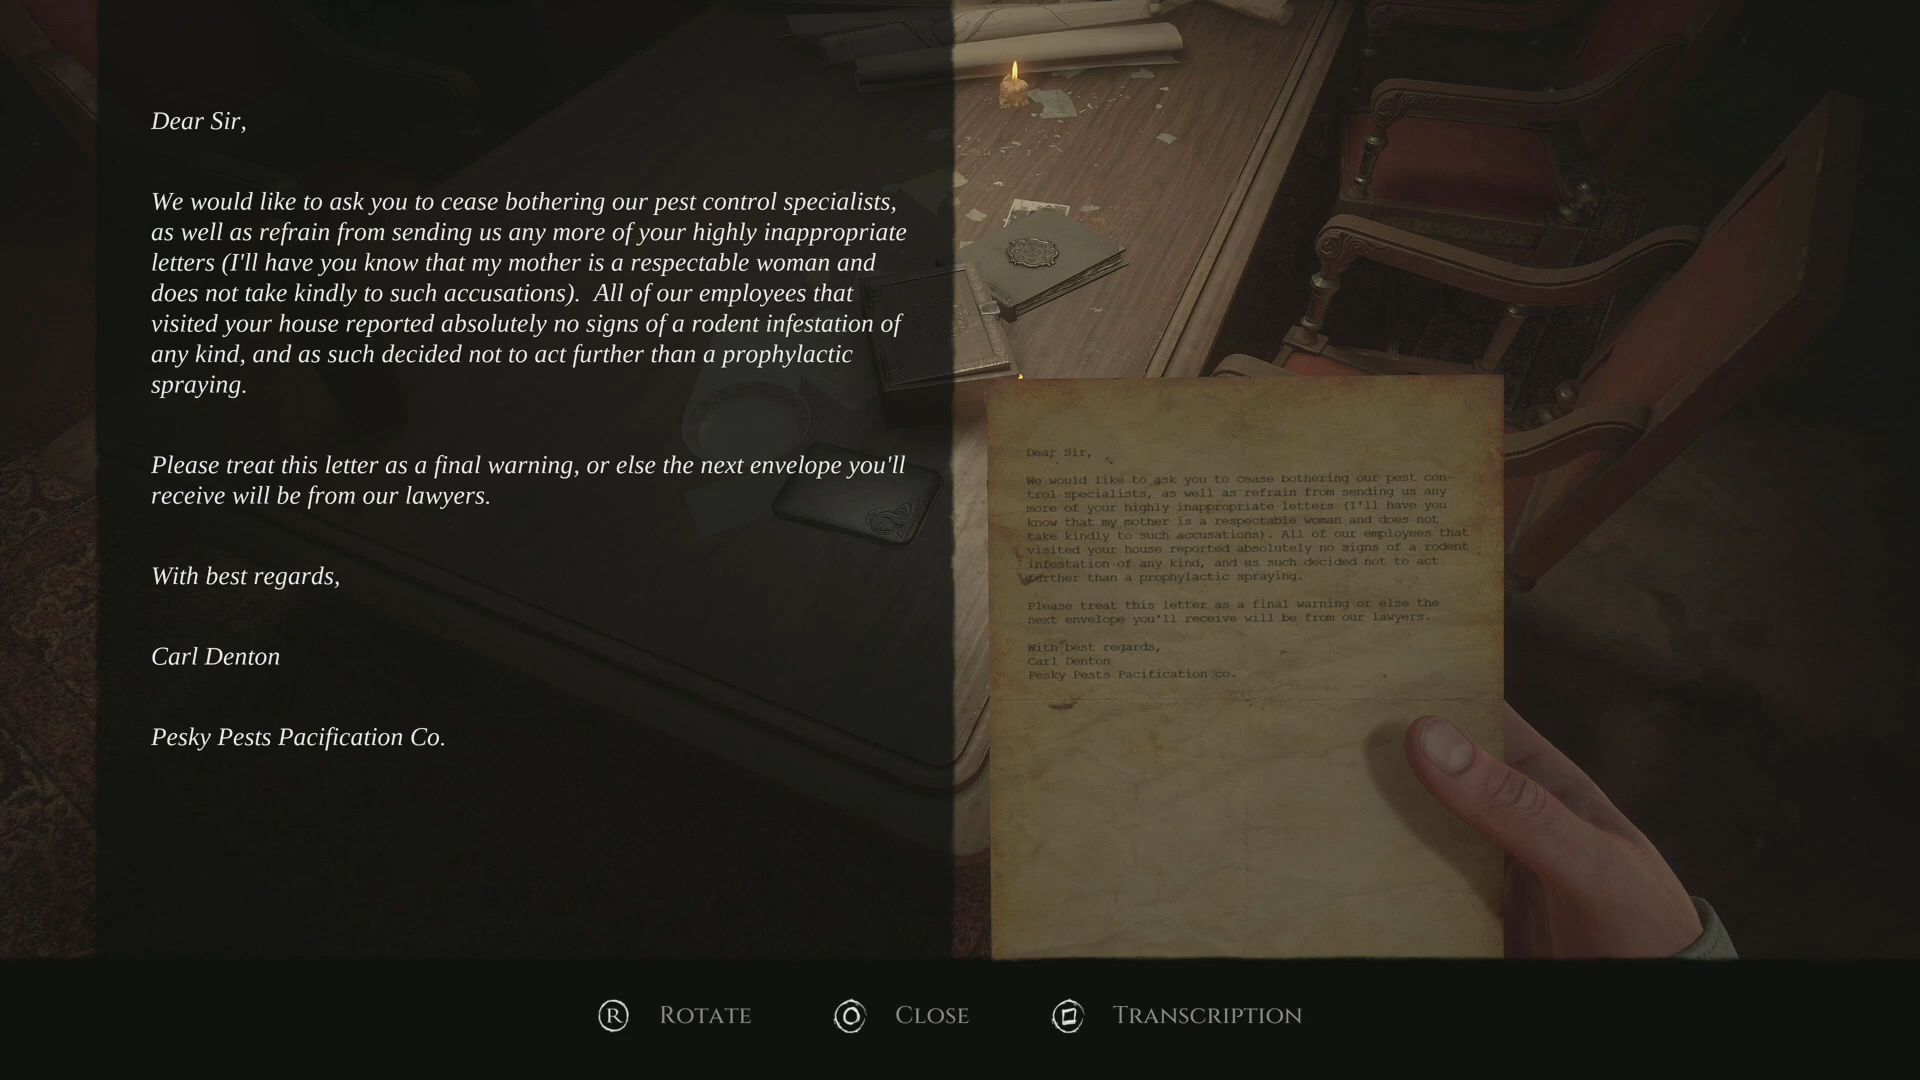 Dear Sir,
We would like to ask you to cease bothering our pest control specialists,
as well as refrain from sending us any more of your highly inappropriate
letters (I'll have you know that my mother is a respectable woman and
does not take kindly to such accusations).  All of our employees that
visited your house reported absolutely no signs of a rodent infestation of
any kind, and as such decided not to act further than a prophylactic
spraying.
Please treat this letter as a final warning, or else the next envelope you'll
receive will be from our lawyers.
With best regards,
Carl Denton
Pesky Pests Pacification Co.
Dear Sir,
We would like to ask you to cease bothering our pest con-
trol specialists, as well as refrain from sending us any
more of your highly inappropriate letters (I'll have you
know that my mother is a respectable woman and does not
take kindly to such accusations). All of our employees that
visited your house reported absolutely no signs of a rodent
infestation of any kind, and as such decided not to act
further than a prophylactic spraying.
Please treat this letter as a final warning or else the
next envelope you'll receive will be from our lawyers.
With best regards,
Carl Denton
Pesky Pests Pacification co.
R ROTATE
CLOSE
TRANSCRIPTION